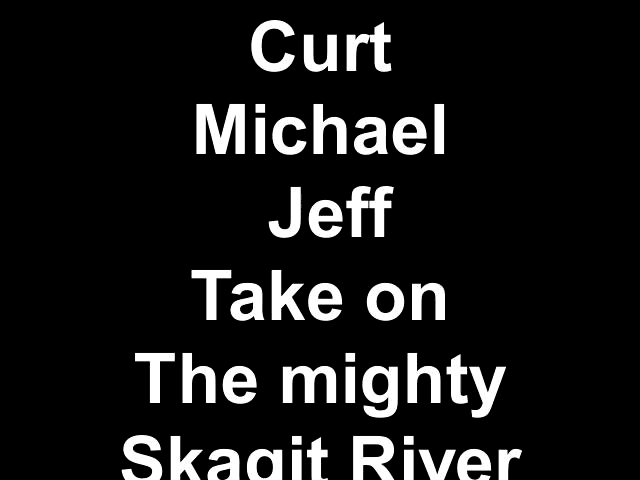 Curt
Michael
Jeff
Take on
The mighty
Skagit River